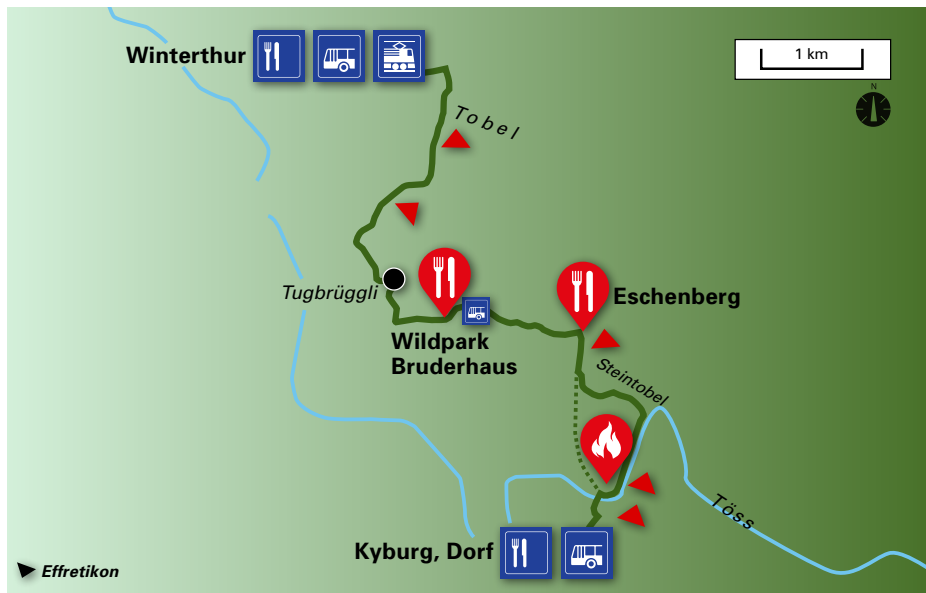 Winterthur
1 km
N
Tobel
Tugbrüggli
Eschenberg
Wildpark
Bruderhaus
Steintobel
Töss
Kyburg, Dorf
Effretikon